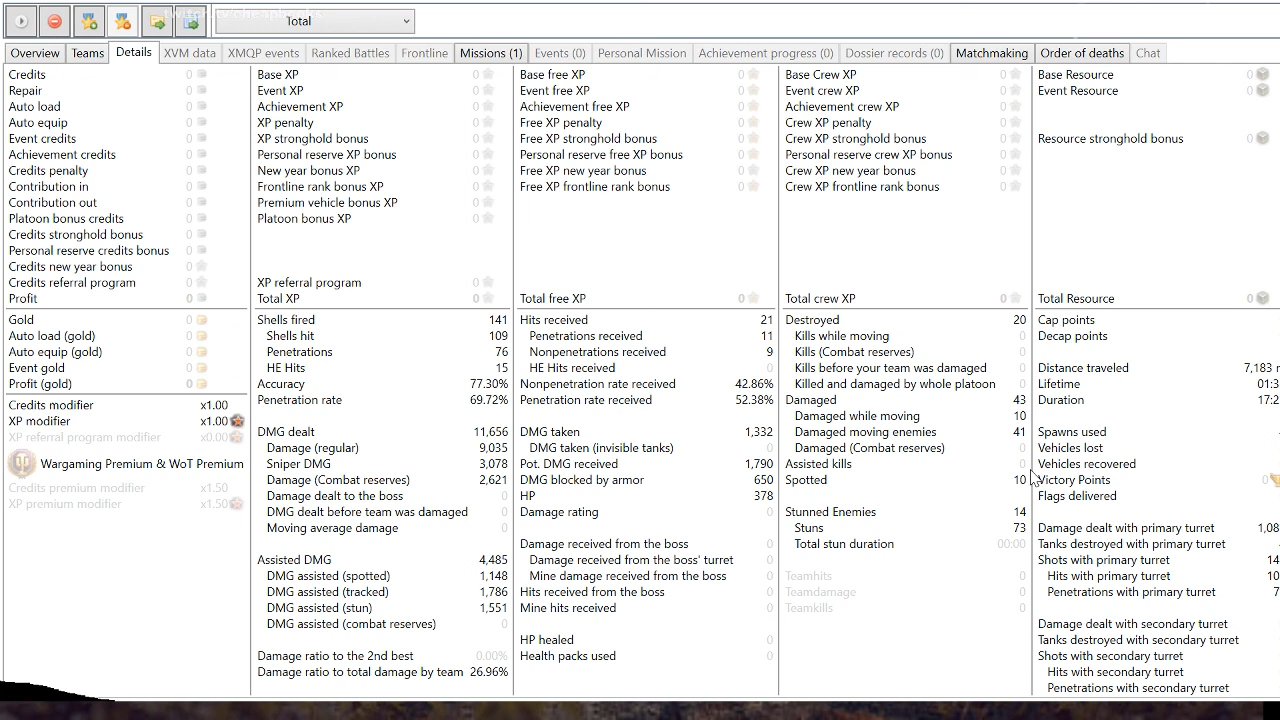 twitch.tv/cheapbooks
Total
Overview Teams Details XVM data XMQP events Ranked Battles Frontline Missions (1) Events (0) Personal Mission Achievement progress (0) Dossier records (0) Matchmaking Order of deaths Chat
Credits 0
Repair 0
Auto load 0
Auto equip 0
Event credits 0
Achievement credits 0
Credits penalty 0
Contribution in 0
Contribution out 0
Platoon bonus credits 0
Credits stronghold bonus 0
Personal reserve credits bonus 0
Credits new year bonus 0
Credits referral program 0
Profit 0
Gold 0
Auto load (gold) 0
Auto equip (gold) 0
Event gold 0
Profit (gold) 0
Credits modifier x1.00
XP modifier x1.00
XP referral program modifier x0.00
Wargaming Premium & WoT Premium
Credits premium modifier x1.50
XP premium modifier x1.50
Base XP 0
Event XP 0
Achievement XP 0
XP penalty 0
XP stronghold bonus 0
Personal reserve XP bonus 0
New year bonus XP 0
Frontline rank bonus XP 0
Premium vehicle bonus XP 0
Platoon bonus XP 0
XP referral program 0
Total XP 0
Shells fired 141
Shells hit 109
Penetrations 76
HE Hits 15
Accuracy 77.30%
Penetration rate 69.72%
DMG dealt 11,656
Damage (regular) 9,035
Sniper DMG 3,078
Damage (Combat reserves) 2,621
Damage dealt to the boss 0
DMG dealt before team was damaged 0
Moving average damage 0
Assisted DMG 4,485
DMG assisted (spotted) 1,148
DMG assisted (tracked) 1,786
DMG assisted (stun) 1,551
DMG assisted (combat reserves) 0
Damage ratio to the 2nd best 0.00%
Damage ratio to total damage by team 26.96%
Base free XP 0
Event free XP 0
Achievement free XP 0
Free XP penalty 0
Free XP stronghold bonus 0
Personal reserve free XP bonus 0
Free XP new year bonus 0
Free XP frontline rank bonus 0
Total free XP 0
Hits received 21
Penetrations received 11
Nonpenetrations received 9
HE Hits received 0
Nonpenetration rate received 42.86%
Penetration rate received 52.38%
DMG taken 1,332
DMG taken (invisible tanks) 0
Pot. DMG received 1,790
DMG blocked by armor 650
HP 378
Damage rating 0
Damage received from the boss 0
Damage received from the boss' turret 0
Mine damage received from the boss 0
Hits received from the boss 0
Mine hits received 0
HP healed 0
Health packs used 0
Base Crew XP 0
Event crew XP 0
Achievement crew XP 0
Crew XP penalty 0
Crew XP stronghold bonus 0
Personal reserve crew XP bonus 0
Crew XP new year bonus 0
Crew XP frontline rank bonus 0
Total crew XP 0
Destroyed 20
Kills while moving 0
Kills (Combat reserves) 0
Kills before your team was damaged 0
Killed and damaged by whole platoon 0
Damaged 43
Damaged while moving 10
Damaged moving enemies 41
Damaged (Combat reserves) 0
Assisted kills 0
Spotted 10
Stunned Enemies 14
Stuns 73
Total stun duration 00:00
Teamhits 0
Teamdamage 0
Teamkills 0
Base Resource 0
Event Resource 0
Resource stronghold bonus 0
Total Resource 0
Cap points
Decap points
Distance traveled 7,183 m
Lifetime 01:3
Duration 17:2
Spawns used
Vehicles lost
Vehicles recovered
Victory Points 0
Flags delivered
Damage dealt with primary turret 1,08
Tanks destroyed with primary turret
Shots with primary turret 14
Hits with primary turret 10
Penetrations with primary turret 7
Damage dealt with secondary turret
Tanks destroyed with secondary turret
Shots with secondary turret
Hits with secondary turret
Penetrations with secondary turret